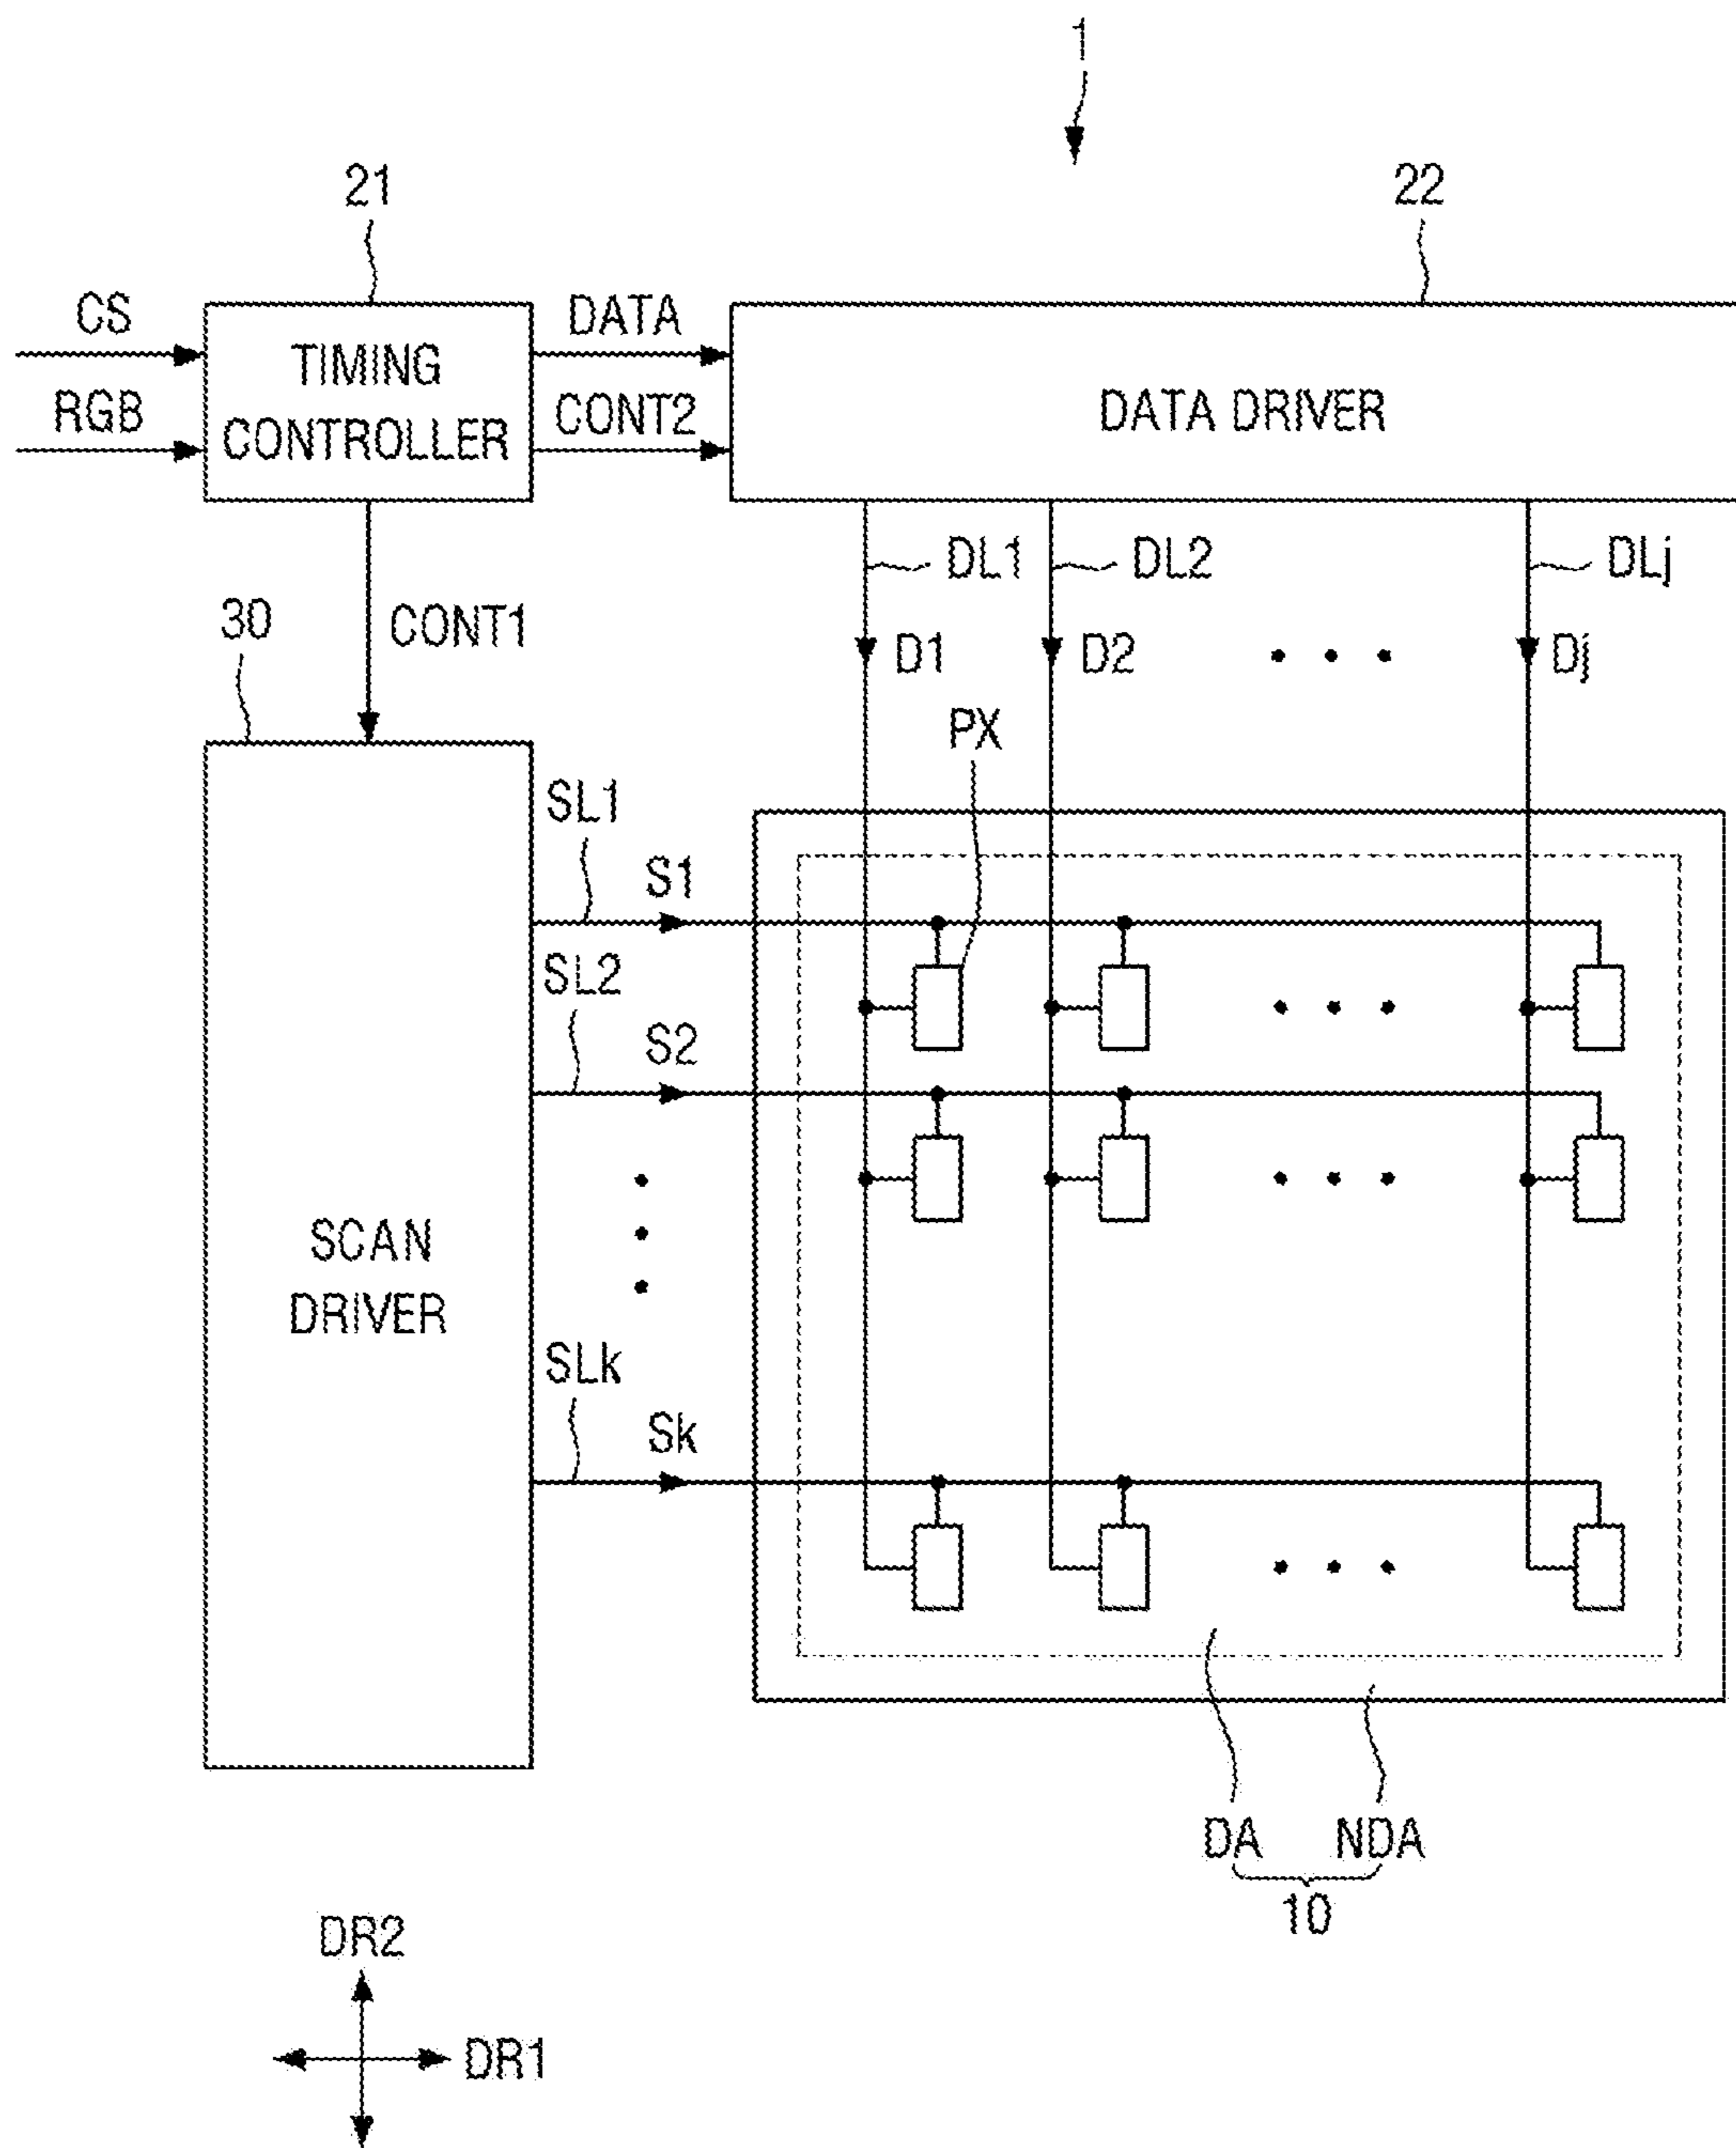 1
21
22
CS
RGB
TIMING
CONTROLLER
DATA
CONT2
DATA DRIVER
DL1
DL2
DLj
30
CONT1
D1
D2
Dj
PX
SL1
S1
SL2
S2
SCAN
DRIVER
SLk
Sk
DA
NDA
10
DR2
DR1